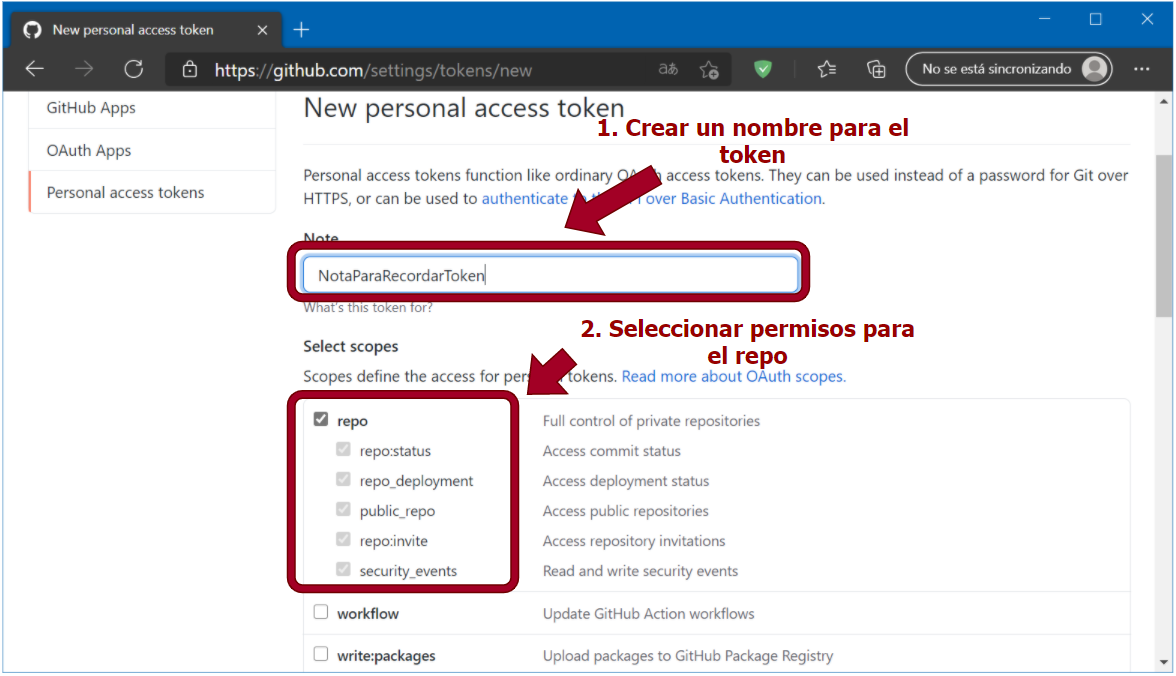 New personal access token
https://github.com/settings/tokens/new
aあ
No se está sincronizando
GitHub Apps
OAuth Apps
Personal access tokens
New personal access token
1. Crear un nombre para el
token
Personal access tokens function like ordinary OAuth access tokens. They can be used instead of a password for Git over
HTTPS, or can be used to authenticate to over Basic Authentication.
Note
NotaParaRecordarToken
What's this token for?
2. Seleccionar permisos para
el repo
Select scopes
Scopes define the access for tokens. Read more about OAuth scopes.
repo Full control of private repositories
repo:status Access commit status
repo_deployment Access deployment status
public_repo Access public repositories
repo:invite Access repository invitations
security_events Read and write security events
workflow Update GitHub Action workflows
write:packages Upload packages to GitHub Package Registry